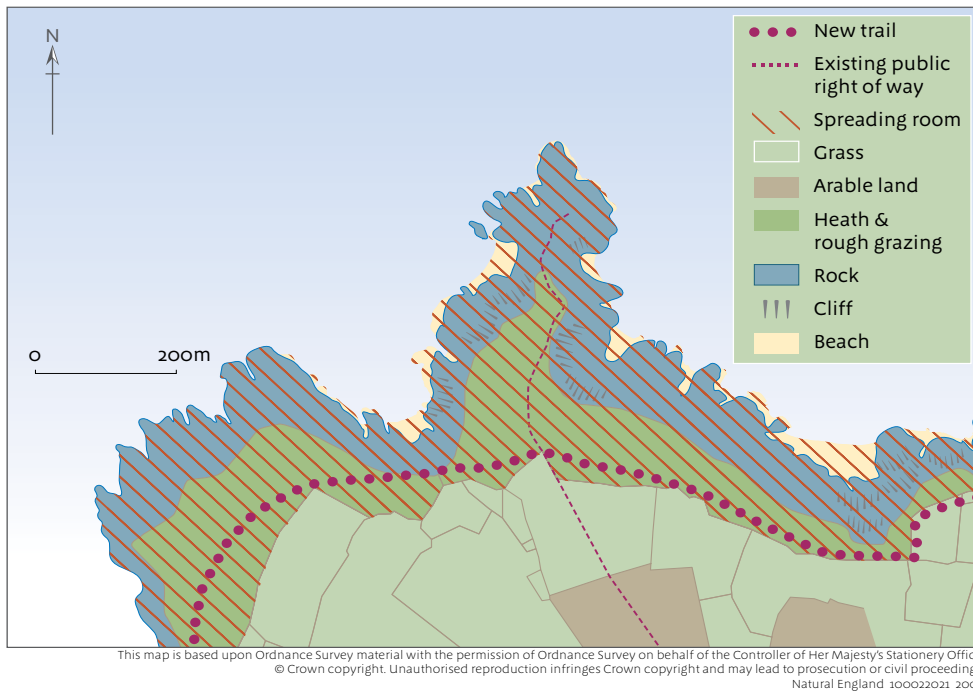 N
New trail
Existing public
right of way
Spreading room
Grass
Arable land
Heath &
rough grazing
Rock
Cliff
Beach
0 200m
This map is based upon Ordnance Survey material with the permission of Ordnance Survey on behalf of the Controller of Her Majesty's Stationery Offic
© Crown copyright. Unauthorised reproduction infringes Crown copyright and may lead to prosecution or civil proceeding
Natural England 100022021 200